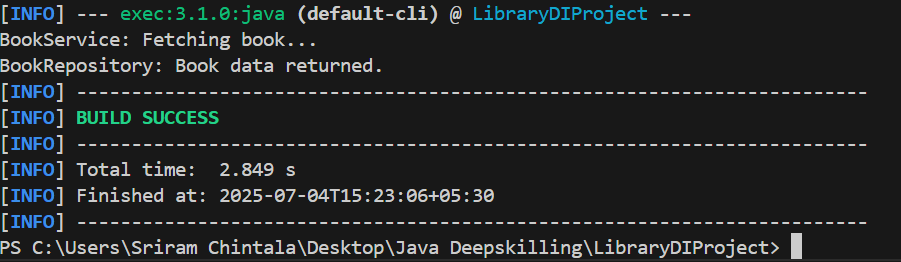 [INFO] --- exec:3.1.0:java (default-cli) @ LibraryDIProject ---
BookService: Fetching book...
BookRepository: Book data returned.
[INFO] ------------------------------------------------------------------------
[INFO] BUILD SUCCESS
[INFO] ------------------------------------------------------------------------
[INFO] Total time:  2.849 s
[INFO] Finished at: 2025-07-04T15:23:06+05:30
[INFO] ------------------------------------------------------------------------
PS C:\Users\Sriram Chintala\Desktop\Java Deepskilling\LibraryDIProject>